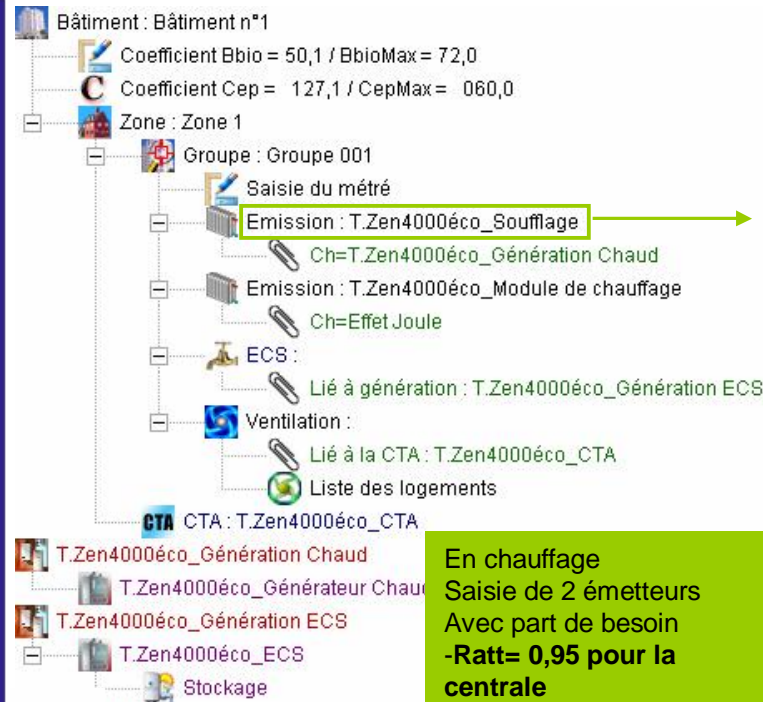 Bâtiment : Bâtiment n°1
Coefficient Bbio = 50,1 / BbioMax = 72,0
C Coefficient Cep = 127,1 / CepMax = 060,0
Zone : Zone 1
Groupe : Groupe 001
Saisie du métré
Emission : T.Zen4000éco_Soufflage
Ch=T.Zen4000éco_Génération Chaud
Emission : T.Zen4000éco_Module de chauffage
Ch=Effet Joule
ECS :
Lié à génération : T.Zen4000éco_Génération ECS
Ventilation :
Lié à la CTA : T.Zen4000éco_CTA
Liste des logements
CTA CTA : T.Zen4000éco_CTA
T.Zen4000éco_Génération Chaud
T.Zen4000éco_Générateur Chaud
T.Zen4000éco_Génération ECS
T.Zen4000éco_ECS
Stockage
En chauffage
Saisie de 2 émetteurs
Avec part de besoin
-Ratt= 0,95 pour la
centrale